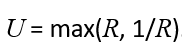 U = max(R, 1/R)